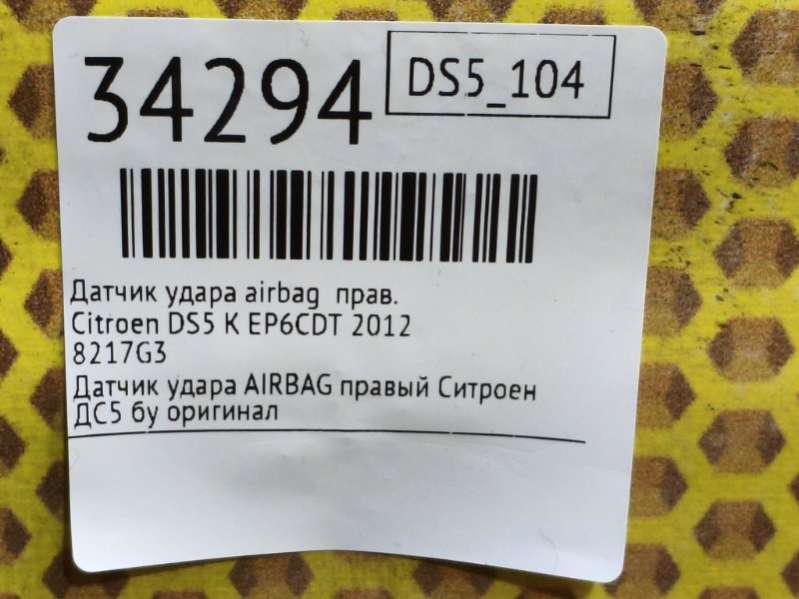 34294
DS5_104
Датчик удара airbag прав.
Citroen DS5 K EP6CDT 2012
8217G3
Датчик удара AIRBAG правый Ситроен
ДС5 бу оригинал